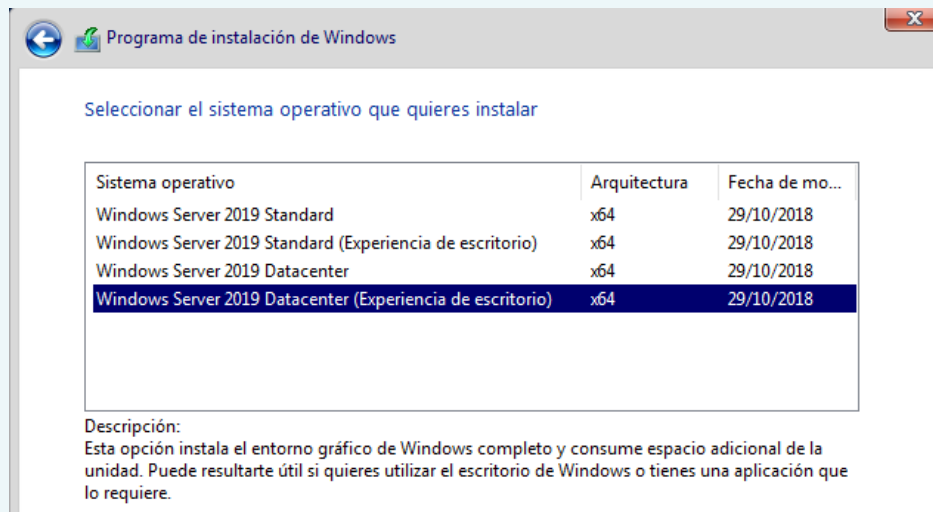 Programa de instalación de Windows
Seleccionar el sistema operativo que quieres instalar
Sistema operativo Arquitectura Fecha de mo...
Windows Server 2019 Standard x64 29/10/2018
Windows Server 2019 Standard (Experiencia de escritorio) x64 29/10/2018
Windows Server 2019 Datacenter x64 29/10/2018
Windows Server 2019 Datacenter (Experiencia de escritorio) x64 29/10/2018
Descripción:
Esta opción instala el entorno gráfico de Windows completo y consume espacio adicional de la
unidad. Puede resultarte útil si quieres utilizar el escritorio de Windows o tienes una aplicación que
lo requiere.